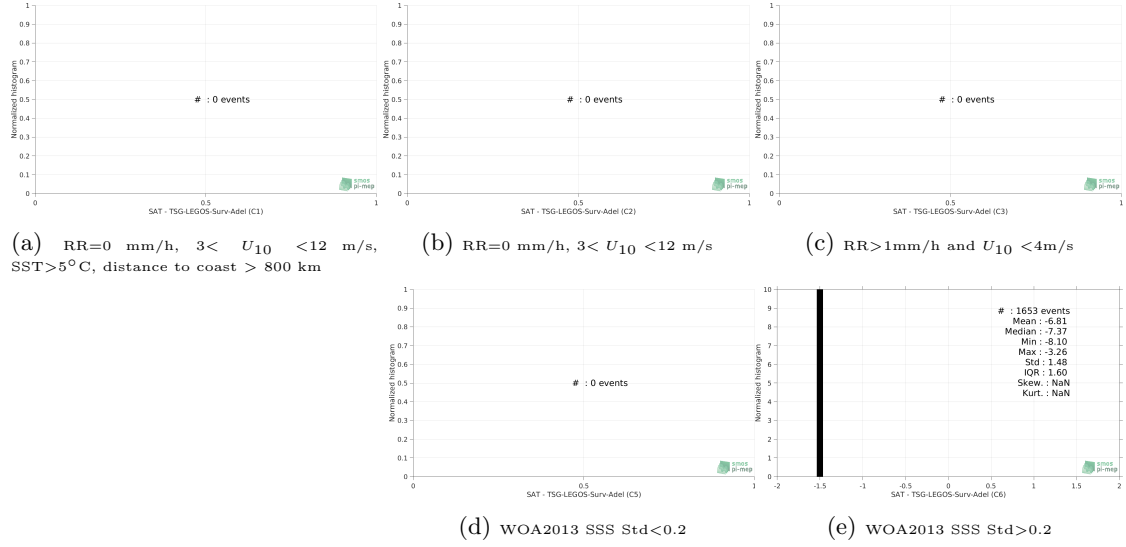 1
0.9
0.8
0.7
0.6
0.5
0.4
0.3
0.2
0.1
0
Normalized histogram
# : 0 events
smos
pi-mep
0 0.5 1
SAT - TSG-LEGOS-Surv-Adel (C1)
1
0.9
0.8
0.7
0.6
0.5
0.4
0.3
0.2
0.1
0
Normalized histogram
# : 0 events
smos
pi-mep
0 0.5 1
SAT - TSG-LEGOS-Surv-Adel (C2)
1
0.9
0.8
0.7
0.6
0.5
0.4
0.3
0.2
0.1
0
Normalized histogram
# : 0 events
smos
pi-mep
0 0.5 1
SAT - TSG-LEGOS-Surv-Adel (C3)
(a) RR=0 mm/h, 3< U10 <12 m/s,
SST>5°C, distance to coast > 800 km
(b) RR=0 mm/h, 3< U10 <12 m/s
(c) RR>1mm/h and U10 <4m/s
1
0.9
0.8
0.7
0.6
0.5
0.4
0.3
0.2
0.1
0
Normalized histogram
# : 0 events
smos
pi-mep
0 0.5 1
SAT - TSG-LEGOS-Surv-Adel (C5)
10
9
8
7
6
5
4
3
2
1
0
Normalized histogram
# : 1653 events
Mean : -6.81
Median : -7.37
Min : -8.10
Max : -3.26
Std : 1.48
IQR : 1.60
Skew. : NaN
Kurt. : NaN
smos
pi-mep
-2 -1.5 -1 -0.5 0 0.5 1 1.5 2
SAT - TSG-LEGOS-Surv-Adel (C6)
(d) WOA2013 SSS Std<0.2
(e) WOA2013 SSS Std>0.2